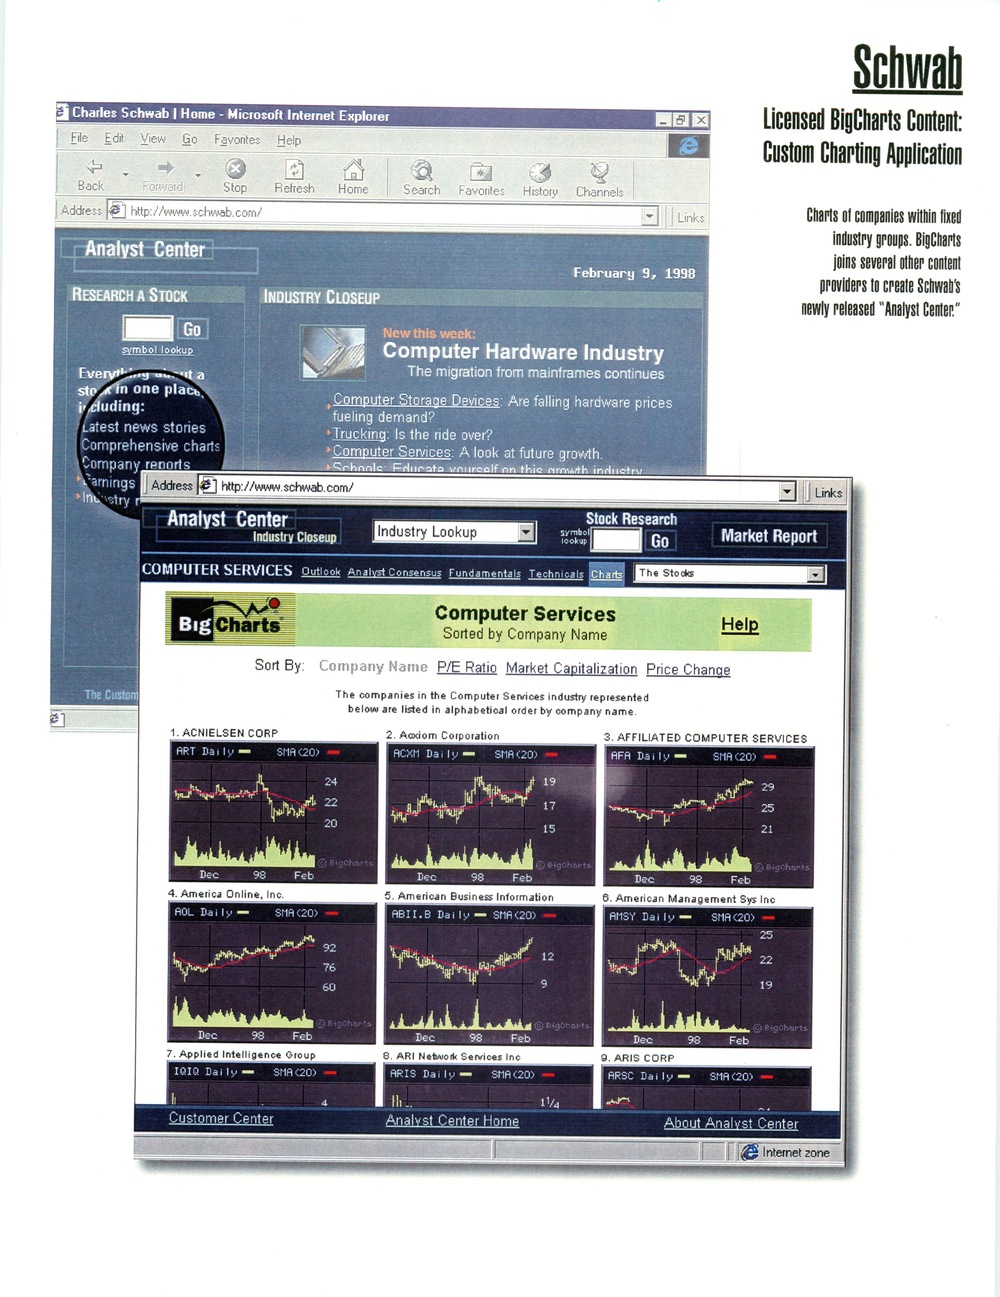 Schwab
Licensed BigCharts Content:
Custom Charting Application
Charts of companies within fixed
industry groups. BigCharts
joins several other content
providers to create Schwab's
newly released "Analyst Center."
Charles Schwab | Home - Microsoft Internet Explorer
File Edit View Go Favorites Help
Back Forward Stop Refresh Home Search Favorites History Channels
Address http://www.schwab.com/ Links
Analyst Center
February 9, 1998
RESEARCH A STOCK
Go
symbol lookup
Everything about a
stock in one place,
including:
Latest news stories
Comprehensive charts
Company reports
Earnings
Industry
The Custom
INDUSTRY CLOSEUP
New this week:
Computer Hardware Industry
The migration from mainframes continues
Computer Storage Devices: Are falling hardware prices
fueling demand?
Trucking: Is the ride over?
Computer Services: A look at future growth.
Schools: Educate yourself on this growth industry
Address http://www.schwab.com/ Links
Analyst Center
Industry Closeup
Industry Lookup
Stock Research
symbol
lookup
Go
Market Report
COMPUTER SERVICES Outlook Analyst Consensus Fundamentals Technicals Charts The Stocks
BigCharts
Computer Services
Sorted by Company Name
Help
Sort By: Company Name P/E Ratio Market Capitalization Price Change
The companies in the Computer Services industry represented
below are listed in alphabetical order by company name.
1. ACNIELSEN CORP
ART Daily SMA(20)
24
22
20
© BigCharts
Dec 98 Feb
2. Acxiom Corporation
ACXM Daily SMA(20)
19
17
15
© BigCharts
Dec 98 Feb
3. AFFILIATED COMPUTER SERVICES
AFA Daily SMA(20)
29
25
21
© BigCharts
Dec 98 Feb
4. America Online, Inc.
AOL Daily SMA(20)
92
76
60
© BigCharts
Dec 98 Feb
5. American Business Information
ABII.B Daily SMA(20)
12
9
© BigCharts
Dec 98 Feb
6. American Management Sys Inc
AMSY Daily SMA(20)
25
22
19
© BigCharts
Dec 98 Feb
7. Applied Intelligence Group
IQIQ Daily SMA(20)
4
8. ARI Network Services Inc
ARIS Daily SMA(20)
1 1/4
9. ARIS CORP
ARSC Daily SMA(20)
Customer Center Analyst Center Home About Analyst Center
Internet zone